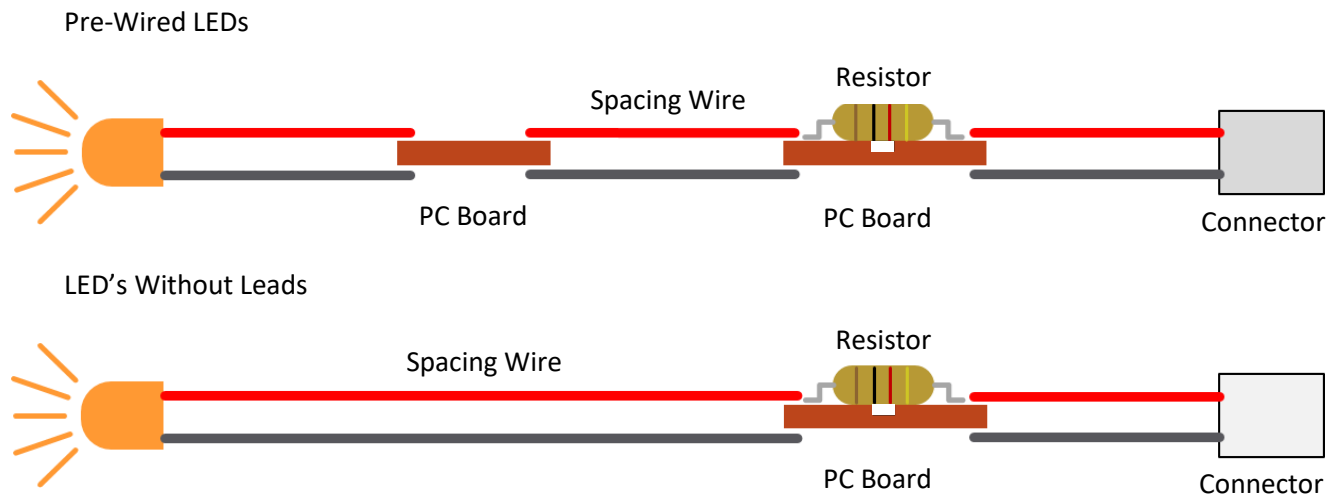 Pre-Wired LEDs
Resistor
Spacing Wire
PC Board
PC Board
Connector
LED's Without Leads
Resistor
Spacing Wire
PC Board
Connector